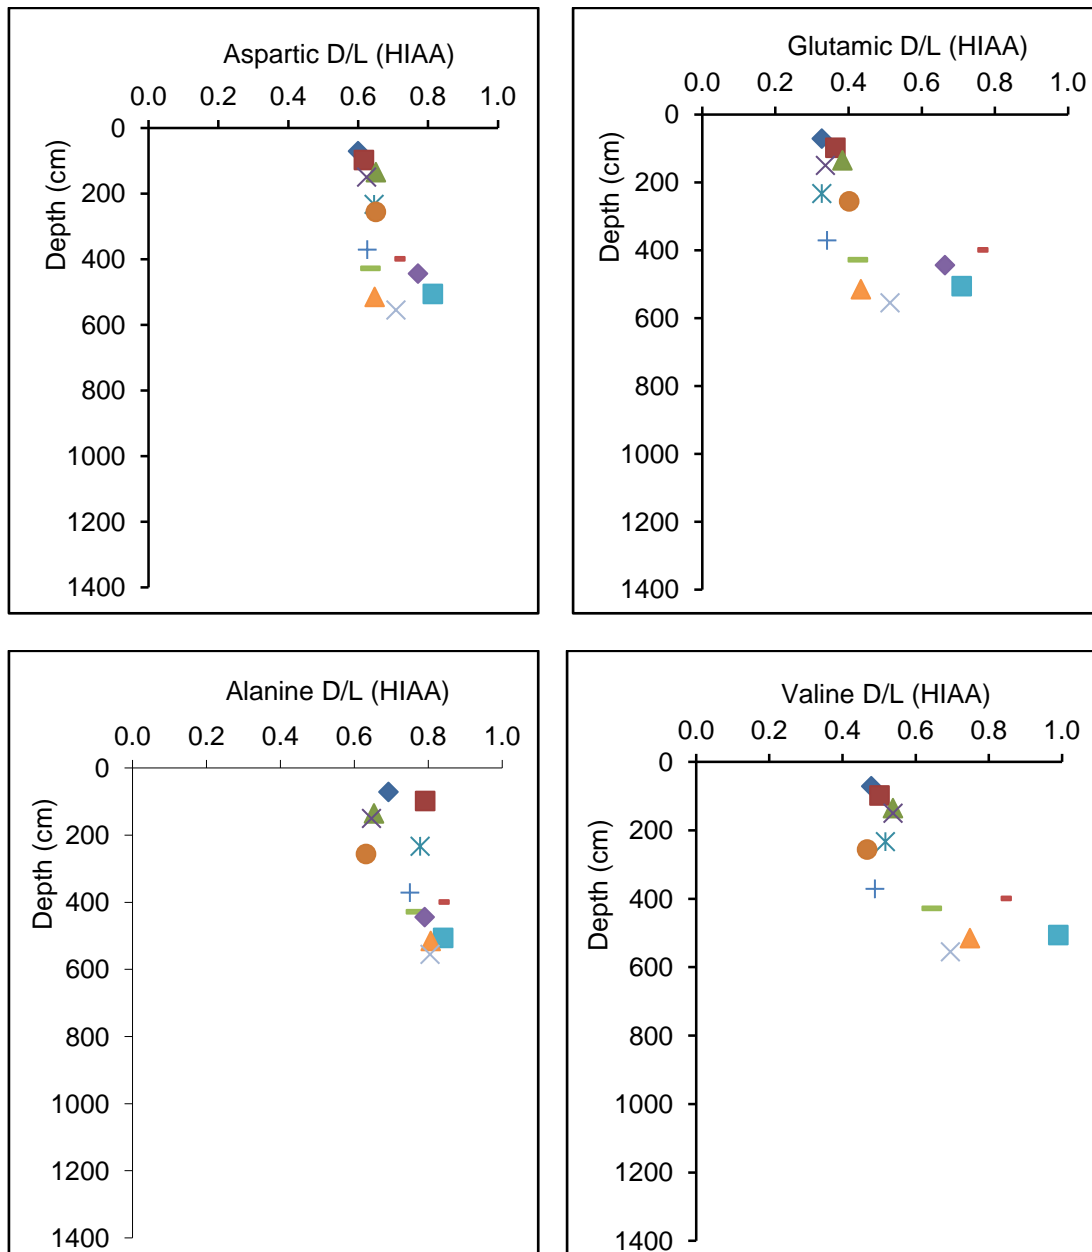 Aspartic D/L (HIAA)
0.0 0.2 0.4 0.6 0.8 1.0
0
200
400
600
800
1000
1200
1400
Depth (cm)
Glutamic D/L (HIAA)
0.0 0.2 0.4 0.6 0.8 1.0
0
200
400
600
800
1000
1200
1400
Depth (cm)
Alanine D/L (HIAA)
0.0 0.2 0.4 0.6 0.8 1.0
0
200
400
600
800
1000
1200
1400
Depth (cm)
Valine D/L (HIAA)
0.0 0.2 0.4 0.6 0.8 1.0
0
200
400
600
800
1000
1200
1400
Depth (cm)